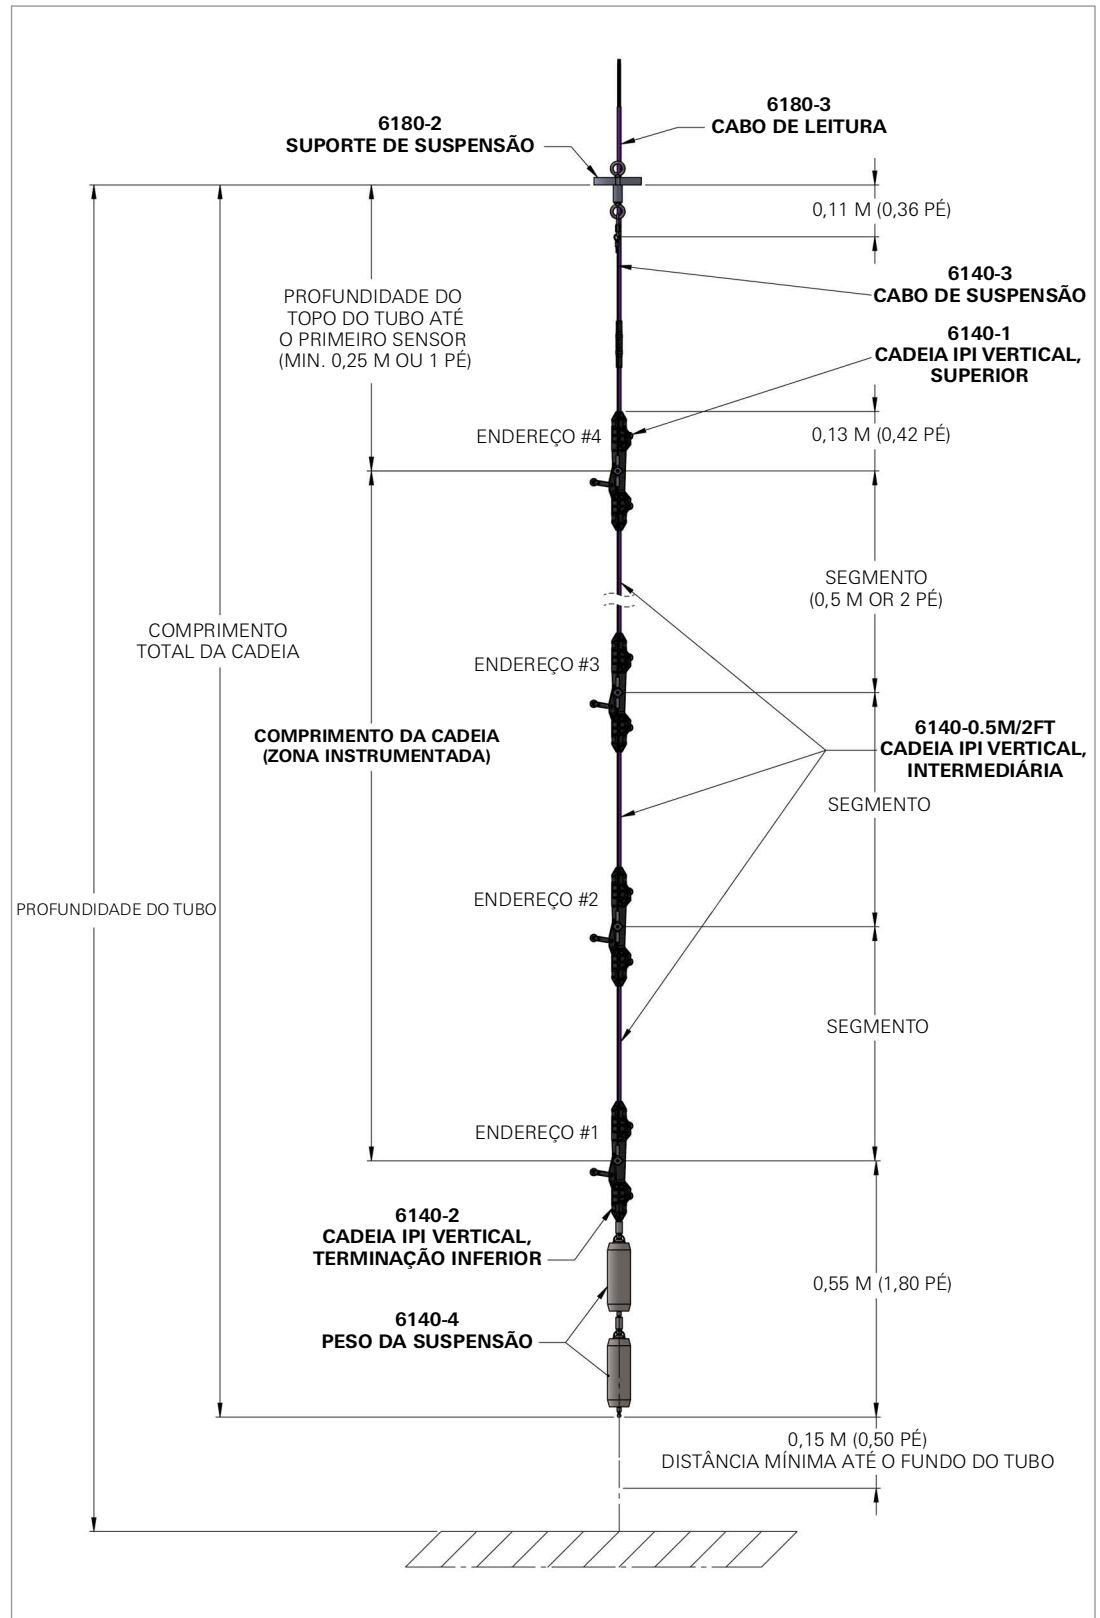 6180-3
CABO DE LEITURA
6180-2
SUPORTE DE SUSPENSÃO
0,11 M (0,36 PÉ)
6140-3
CABO DE SUSPENSÃO
PROFUNDIDADE DO
TOPO DO TUBO ATÉ
O PRIMEIRO SENSOR
(MIN. 0,25 M OU 1 PÉ)
6140-1
CADEIA IPI VERTICAL,
SUPERIOR
ENDEREÇO #4
0,13 M (0,42 PÉ)
SEGMENTO
(0,5 M OR 2 PÉ)
COMPRIMENTO
TOTAL DA CADEIA
ENDEREÇO #3
COMPRIMENTO DA CADEIA
(ZONA INSTRUMENTADA)
6140-0.5M/2FT
CADEIA IPI VERTICAL,
INTERMEDIÁRIA
SEGMENTO
ENDEREÇO #2
PROFUNDIDADE DO TUBO
SEGMENTO
ENDEREÇO #1
6140-2
CADEIA IPI VERTICAL,
TERMINAÇÃO INFERIOR
0,55 M (1,80 PÉ)
6140-4
PESO DA SUSPENSÃO
0,15 M (0,50 PÉ)
DISTÂNCIA MÍNIMA ATÉ O FUNDO DO TUBO